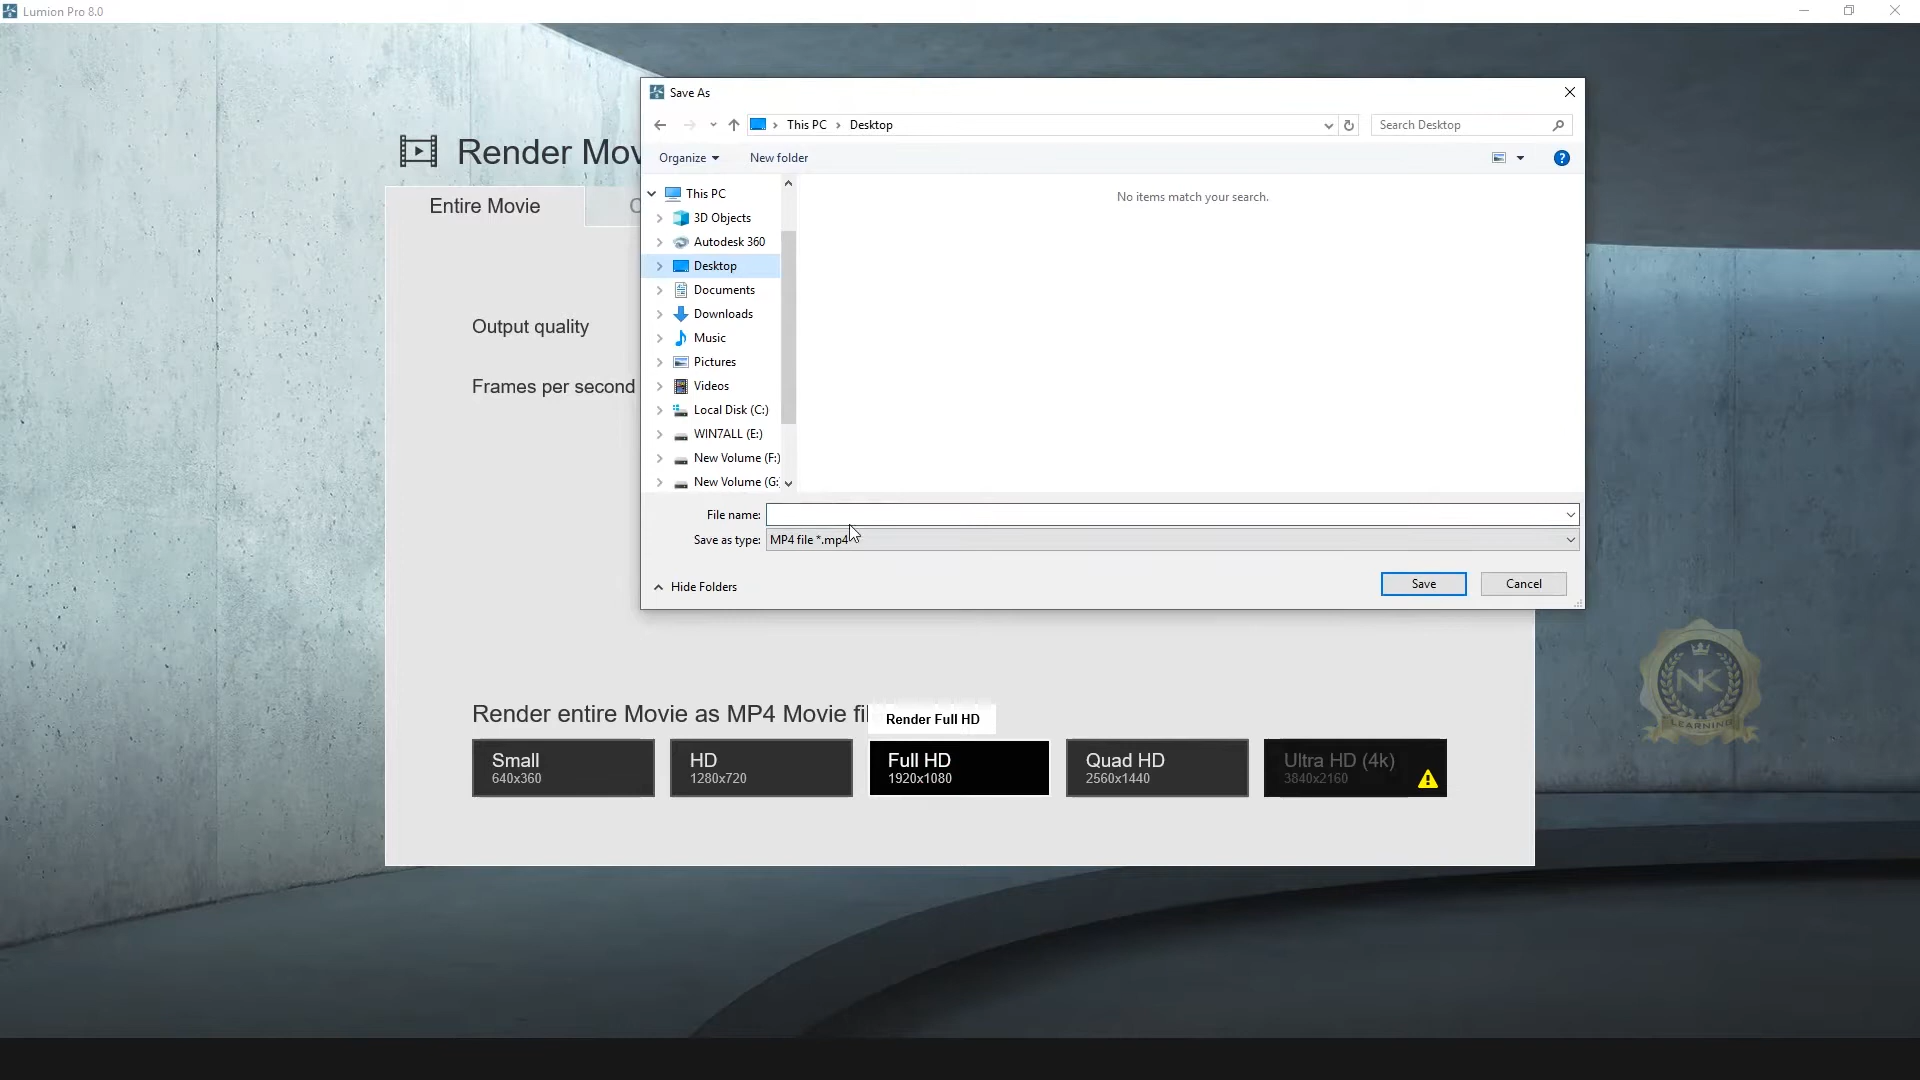 Lumion Pro 8.0
Render Mov
Entire Movie
Output quality
Frames per second
Save As
This PC > Desktop
Search Desktop
Organize
New folder
This PC
3D Objects
Autodesk 360
Desktop
Documents
Downloads
Music
Pictures
Videos
Local Disk (C:)
WIN7ALL (E:)
New Volume (F:)
New Volume (G:
No items match your search.
File name:
Save as type: MP4 file *.mp4
Hide Folders
Save
Cancel
Render entire Movie as MP4 Movie fil
Render Full HD
Small
640x360
HD
1280x720
Full HD
1920x1080
Quad HD
2560x1440
Ultra HD (4k)
3840x2160
NK
LEARNING